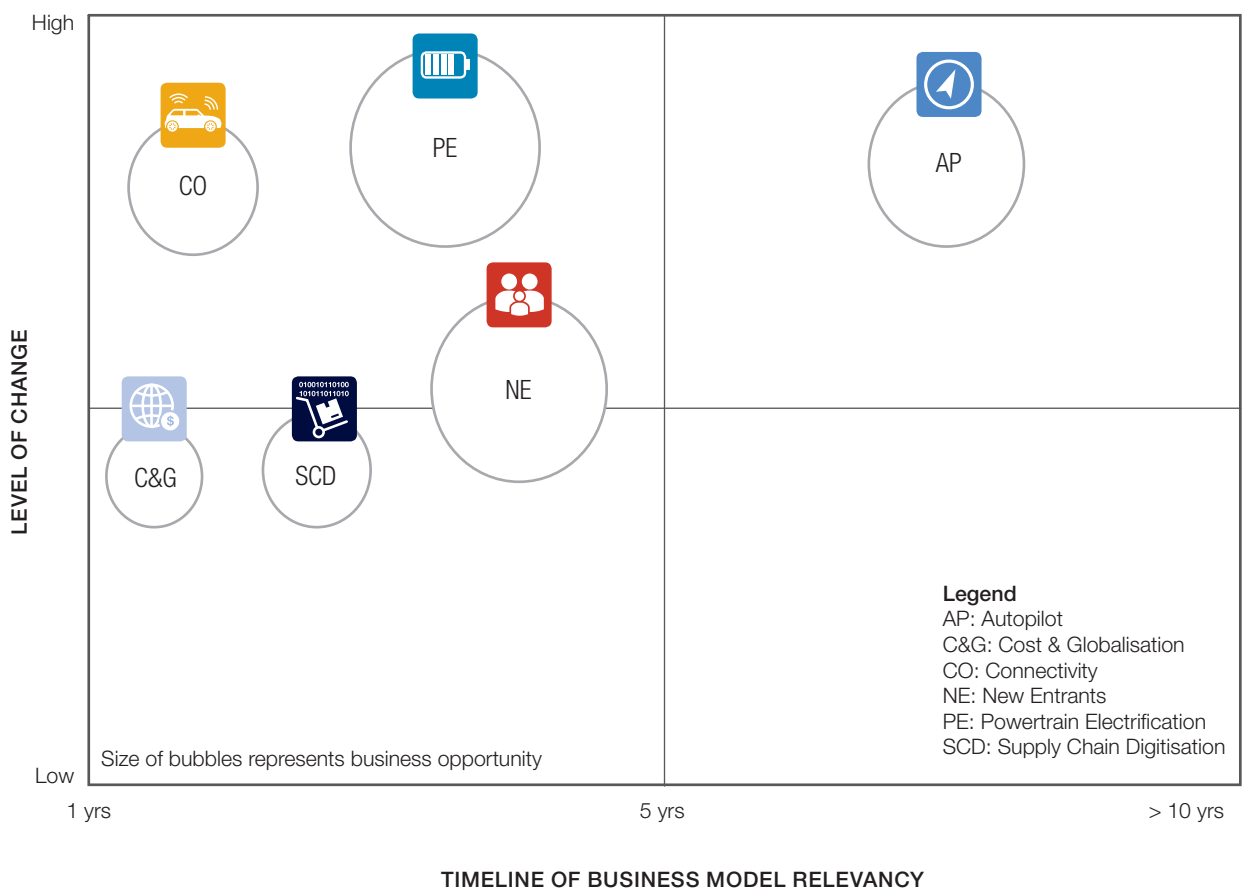 High
CO
PE
AP
NE
010010110100
101011011010
$
C&G
SCD
LEVEL OF CHANGE
Legend
AP: Autopilot
C&G: Cost & Globalisation
CO: Connectivity
NE: New Entrants
PE: Powertrain Electrification
SCD: Supply Chain Digitisation
Size of bubbles represents business opportunity
Low
1 yrs
5 yrs
> 10 yrs
TIMELINE OF BUSINESS MODEL RELEVANCY